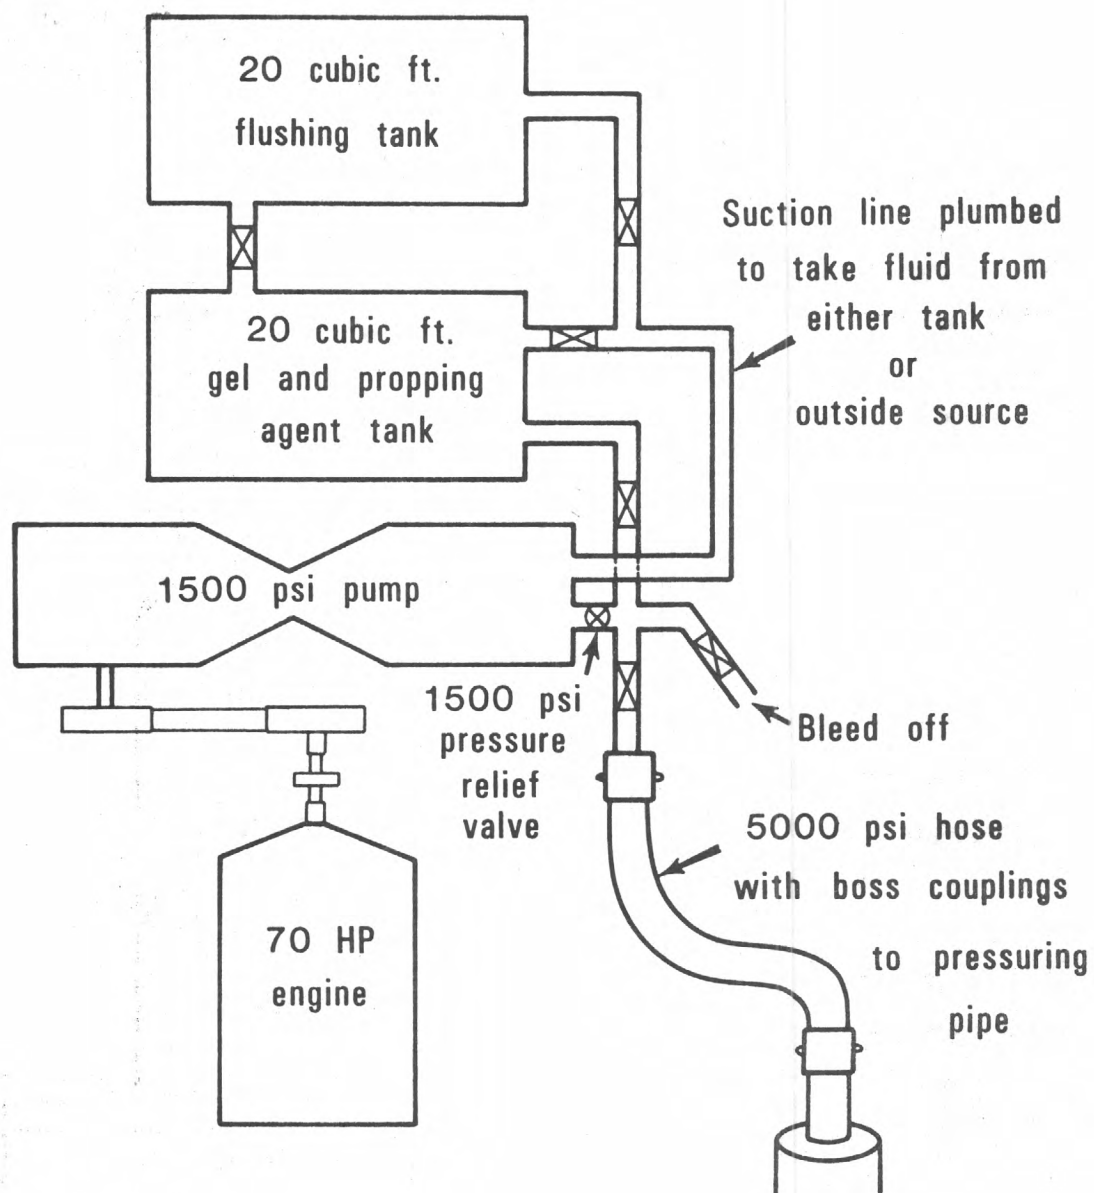 20 cubic ft.
flushing tank
Suction line plumbed
to take fluid from
either tank
or
outside source
20 cubic ft.
gel and propping
agent tank
1500 psi pump
1500 psi
pressure
relief
valve
Bleed off
5000 psi hose
with boss couplings
to pressuring
pipe
70 HP
engine